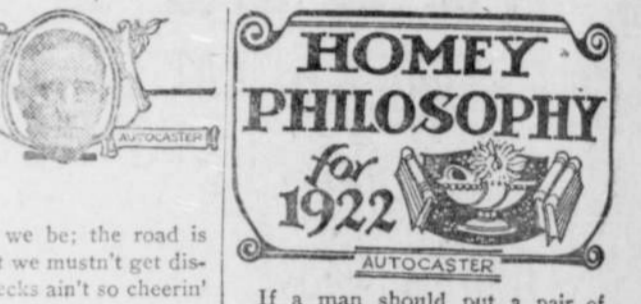 AUTOCASTER
we be; the road is
t we mustn't get dis-
ecks ain't so cheerin'
HOMEY
PHILOSOPHY
for
1922
AUTOCASTER
If a man should put a pair of